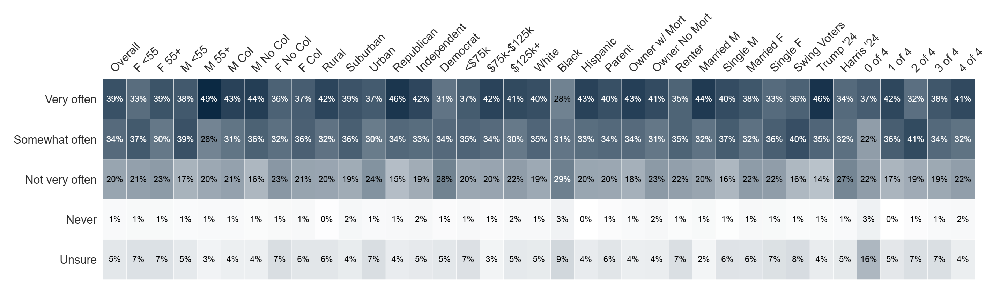 Overall F <55 F 55+ M <55 M 55+ M Col M No Col F No Col F Col Rural Suburban Urban Republican Independent Democrat <$75k $75k-$125k $125k+ White Black Hispanic Parent Owner w/ Mort Owner No Mort Renter Married M Single M Married F Single F Swing Voters Trump '24 Harris '24 0 of 4 1 of 4 2 of 4 3 of 4 4 of 4
Very often 39% 33% 39% 38% 49% 43% 44% 36% 37% 42% 39% 37% 46% 42% 31% 37% 42% 41% 40% 28% 43% 40% 43% 41% 35% 44% 40% 38% 33% 36% 46% 34% 37% 42% 32% 38% 41%
Somewhat often 34% 37% 30% 39% 28% 31% 36% 32% 36% 32% 36% 30% 34% 33% 34% 35% 34% 30% 35% 31% 33% 34% 34% 31% 35% 32% 37% 32% 36% 40% 35% 32% 22% 36% 41% 34% 32%
Not very often 20% 21% 23% 17% 20% 21% 16% 23% 21% 20% 19% 24% 15% 19% 28% 20% 20% 22% 19% 29% 20% 20% 18% 23% 22% 20% 16% 22% 22% 16% 14% 27% 22% 17% 19% 19% 22%
Never 1% 1% 1% 1% 1% 1% 1% 1% 1% 0% 2% 1% 1% 2% 1% 1% 1% 2% 1% 3% 0% 1% 1% 2% 1% 1% 1% 1% 1% 1% 1% 1% 3% 0% 1% 1% 2%
Unsure 5% 7% 7% 5% 3% 4% 4% 7% 6% 6% 4% 7% 4% 5% 5% 7% 3% 5% 5% 9% 4% 6% 4% 4% 7% 2% 6% 6% 7% 8% 4% 5% 16% 5% 7% 7% 4%